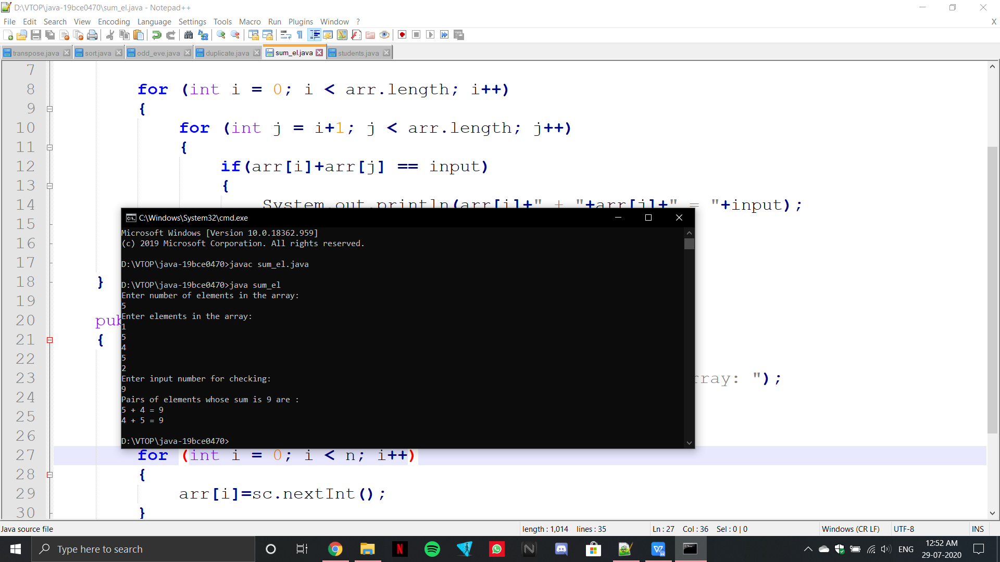 D:\VTOP\java-19bce0470\sum_el.java - Notepad++
File Edit Search View Encoding Language Settings Tools Macro Run Plugins Window ? X
transpose.java sort.java odd_eve.java duplicate.java sum_el.java students.java
7
8 for (int i = 0; i < arr.length; i++)
9 {
10 for (int j = i+1; j < arr.length; j++)
11 {
12 if(arr[i]+arr[j] == input)
13 {
14 System.out.println(arr[i]+" + "+arr[j]+" = "+input);
15
16
17
18 }
19
20 pub
21 {
22
23 rray: ");
24
25
26
27 for (int i = 0; i < n; i++)
28 {
29 arr[i]=sc.nextInt();
30 }
C:\Windows\System32\cmd.exe
Microsoft Windows [Version 10.0.18362.959]
(c) 2019 Microsoft Corporation. All rights reserved.
D:\VTOP\java-19bce0470>javac sum_el.java
D:\VTOP\java-19bce0470>java sum_el
Enter number of elements in the array:
5
Enter elements in the array:
1
5
4
5
2
Enter input number for checking:
9
Pairs of elements whose sum is 9 are :
5 + 4 = 9
4 + 5 = 9
D:\VTOP\java-19bce0470>
Java source file length : 1,014 lines : 35 Ln : 27 Col : 36 Sel : 0 | 0 Windows (CR LF) UTF-8 INS
Type here to search
ENG
12:52 AM
29-07-2020